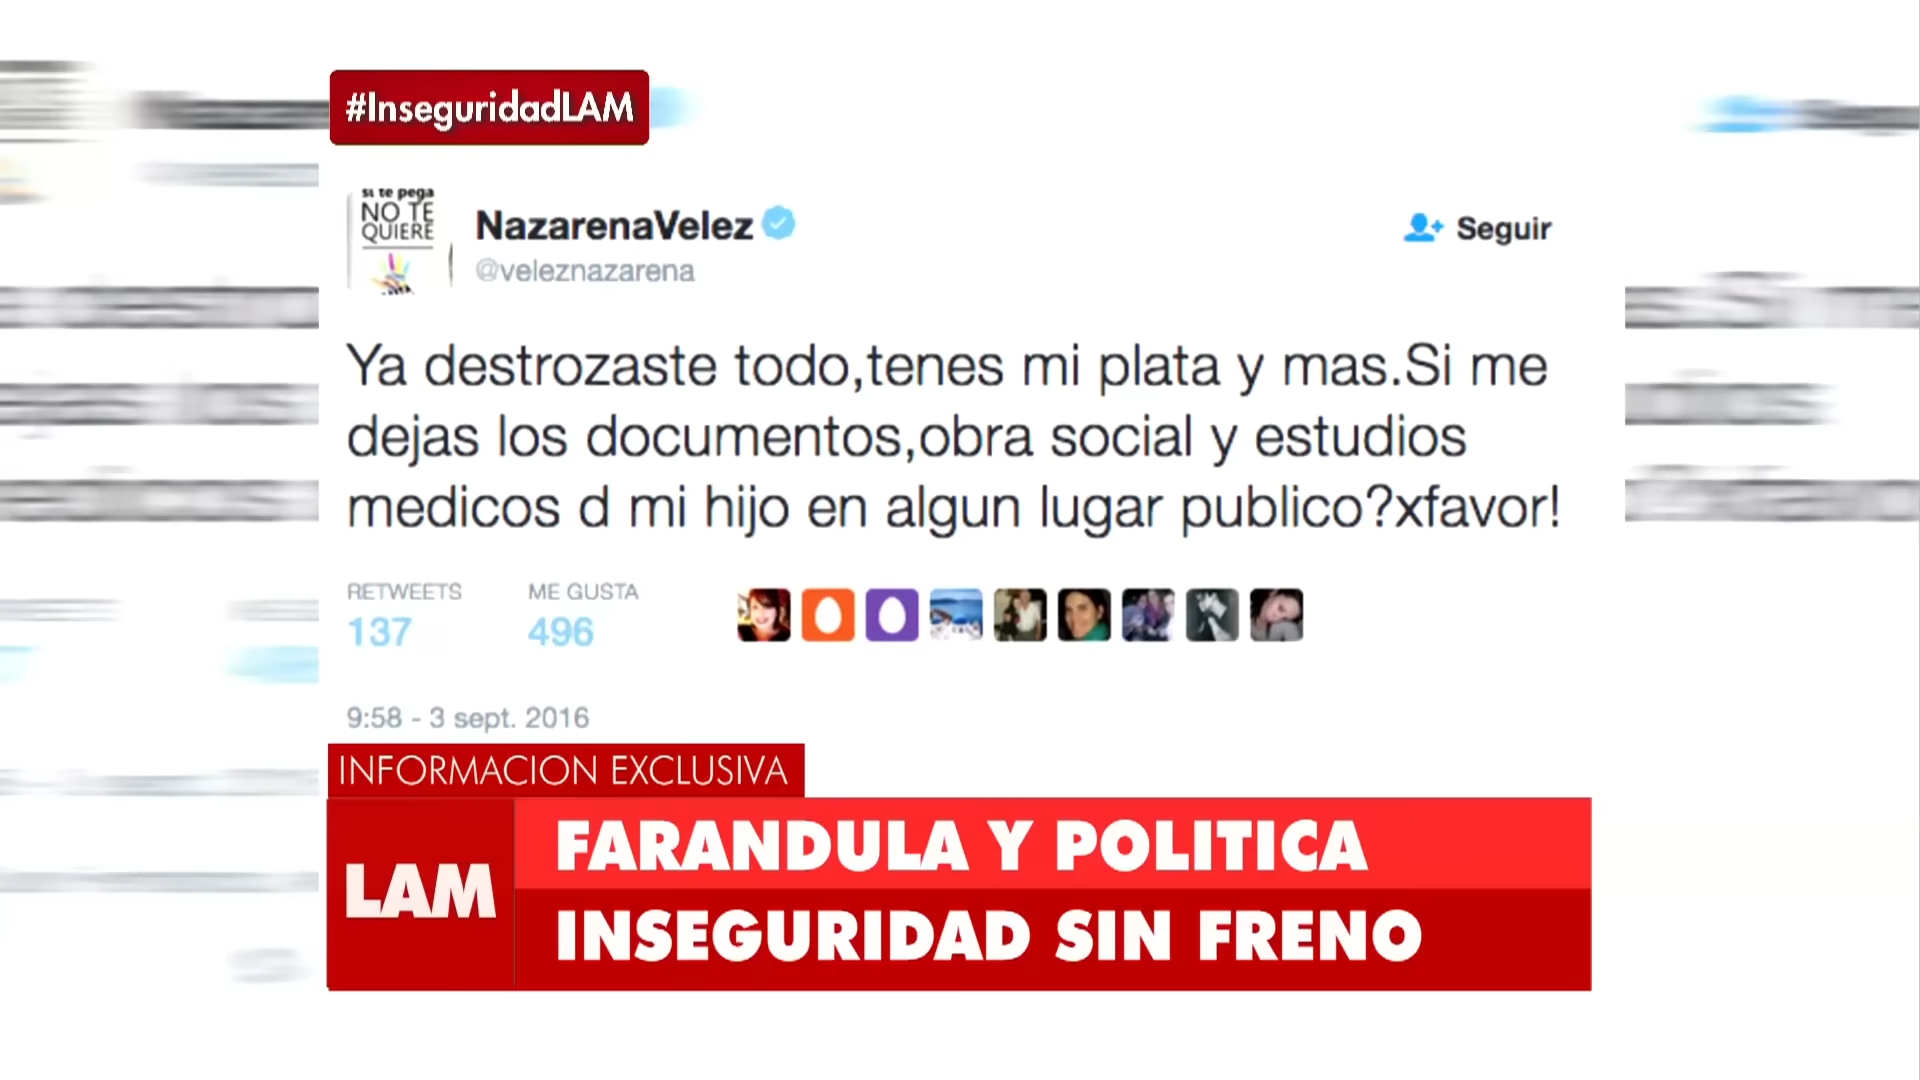 #InseguridadLAM
si te pega
NO TE
QUIERE
NazarenaVelez
Seguir
@veleznazarena
Ya destrozaste todo,tenes mi plata y mas.Si me
dejas los documentos,obra social y estudios
medicos d mi hijo en algun lugar publico?xfavor!
RETWEETS
ME GUSTA
137
496
9:58 - 3 sept. 2016
INFORMACION EXCLUSIVA
LAM
FARANDULA Y POLITICA
INSEGURIDAD SIN FRENO